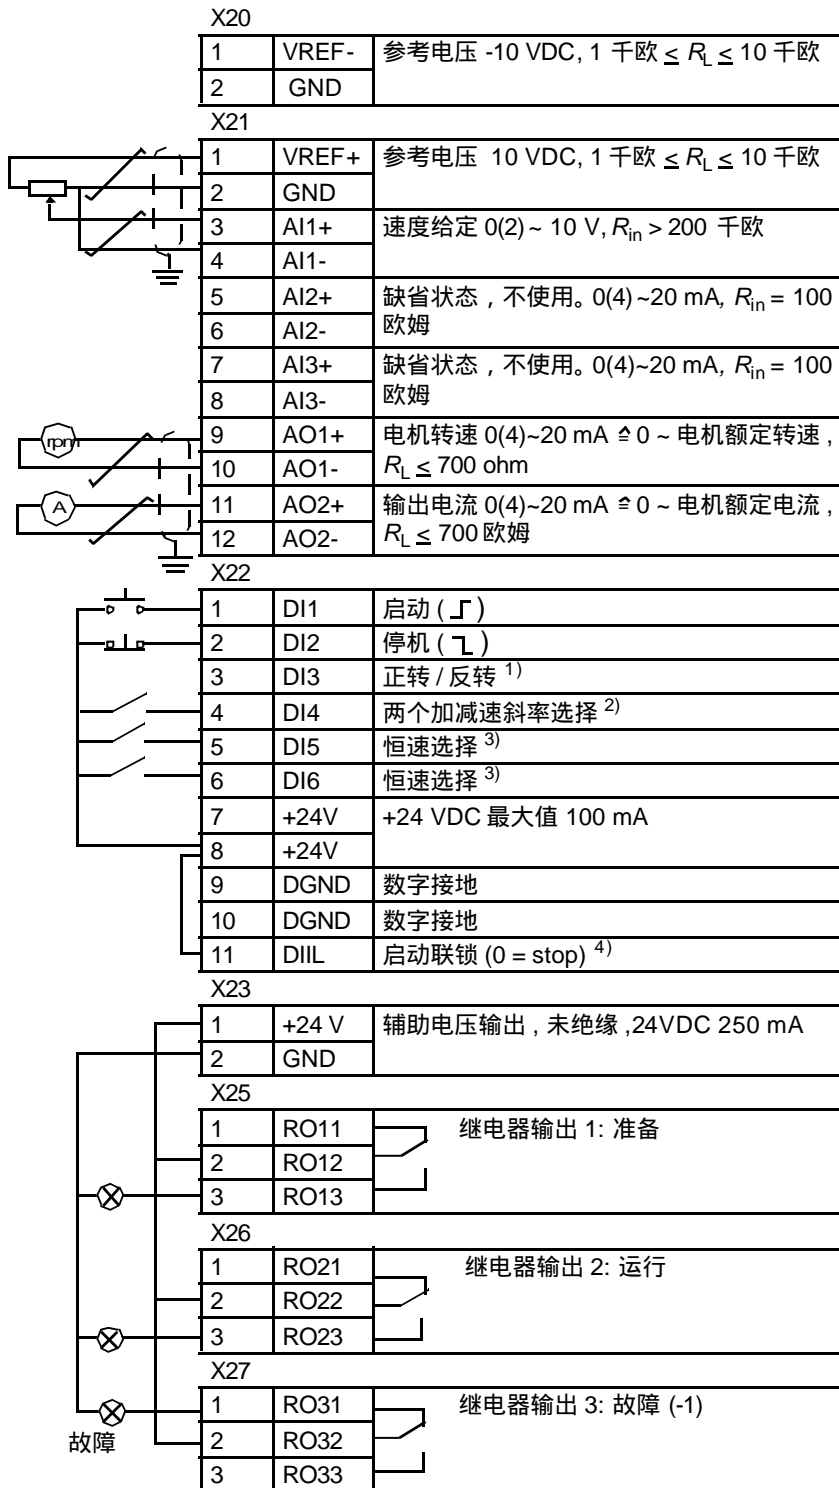 X20
1 VREF- 参考电压 -10 VDC, 1 千欧 ≤ RL ≤ 10 千欧
2 GND
X21
1 VREF+ 参考电压 10 VDC, 1 千欧 ≤ RL ≤ 10 千欧
2 GND
3 AI1+ 速度给定 0(2) ~ 10 V, Rin > 200 千欧
4 AI1-
5 AI2+ 缺省状态，不使用。0(4) ~20 mA, Rin = 100
6 AI2- 欧姆
7 AI3+ 缺省状态，不使用。0(4)~20 mA, Rin = 100
8 AI3- 欧姆
rpm 9 AO1+ 电机转速 0(4)~20 mA ≙ 0 ~ 电机额定转速，
10 AO1- RL ≤ 700 ohm
A 11 AO2+ 输出电流 0(4)~20 mA ≙ 0 ~ 电机额定电流，
12 AO2- RL ≤ 700 欧姆
X22
1 DI1 启动 ( )
2 DI2 停机 ( )
3 DI3 正转 / 反转 1)
4 DI4 两个加减速斜率选择 2)
5 DI5 恒速选择 3)
6 DI6 恒速选择 3)
7 +24V +24 VDC 最大值 100 mA
8 +24V
9 DGND 数字接地
10 DGND 数字接地
11 DIIL 启动联锁 (0 = stop) 4)
X23
1 +24 V 辅助电压输出，未绝缘 ,24VDC 250 mA
2 GND
X25
1 RO11 继电器输出 1: 准备
2 RO12
3 RO13
X26
1 RO21 继电器输出 2: 运行
2 RO22
3 RO23
X27
1 RO31 继电器输出 3: 故障 (-1)
故障 2 RO32
3 RO33